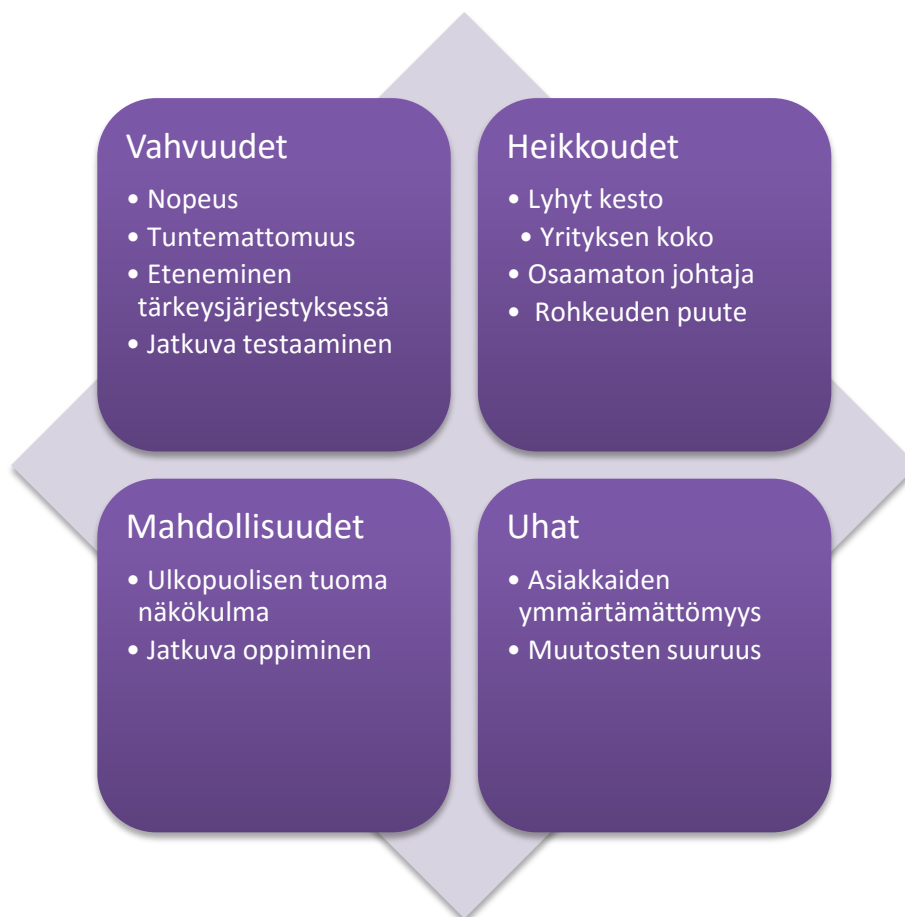 Vahvuudet
• Nopeus
• Tuntemattomuus
• Eteneminen
tärkeysjärjestyksessä
• Jatkuva testaaminen
Heikkoudet
• Lyhyt kesto
• Yrityksen koko
• Osaamaton johtaja
• Rohkeuden puute
Mahdollisuudet
• Ulkopuolisen tuoma
näkökulma
• Jatkuva oppiminen
Uhat
• Asiakkaiden
ymmärtämättömyys
• Muutosten suuruus